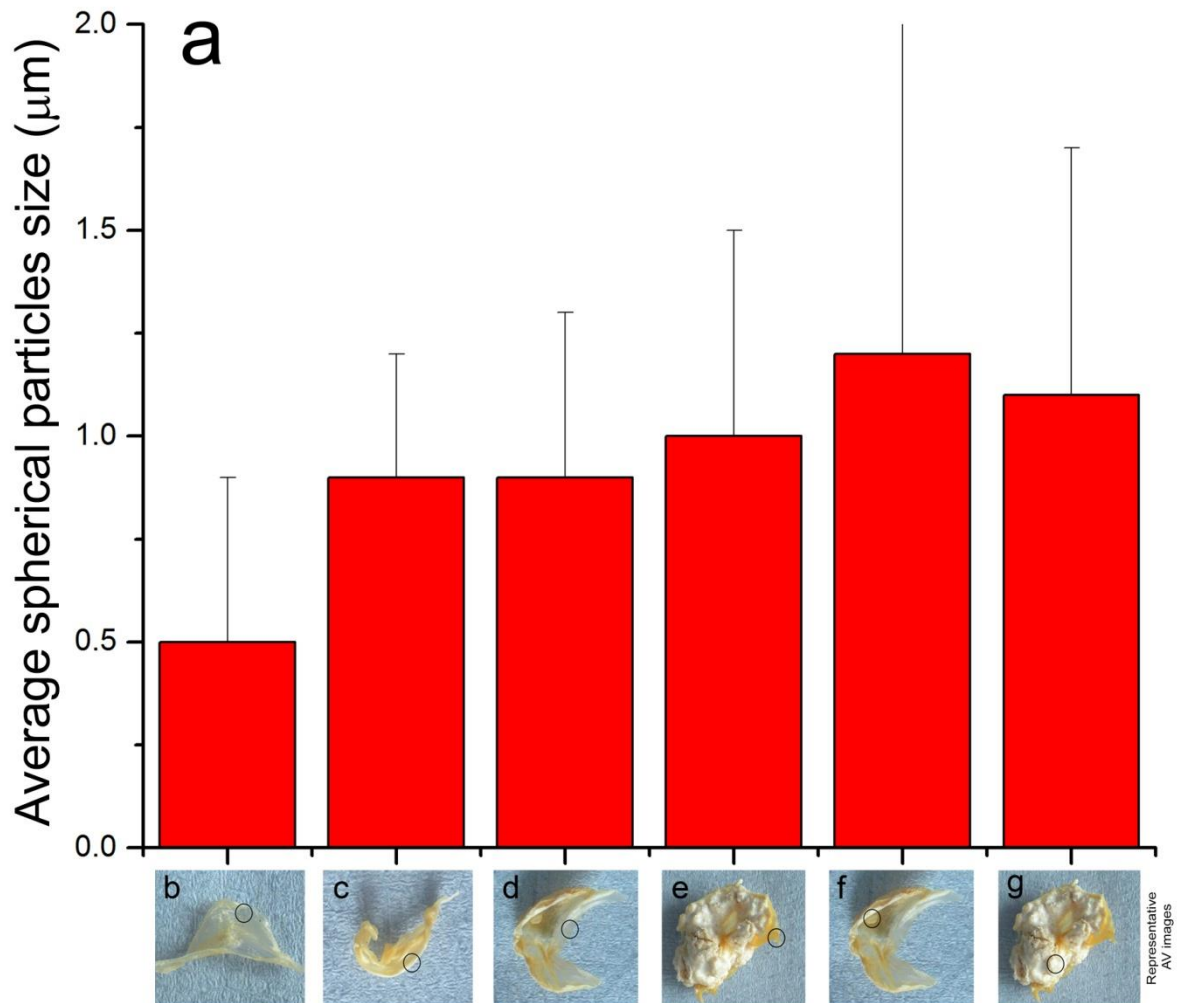 a
Average spherical particles size (μm)
2.0
1.5
1.0
0.5
0.0
b
c
d
e
f
g
Representative
AV images